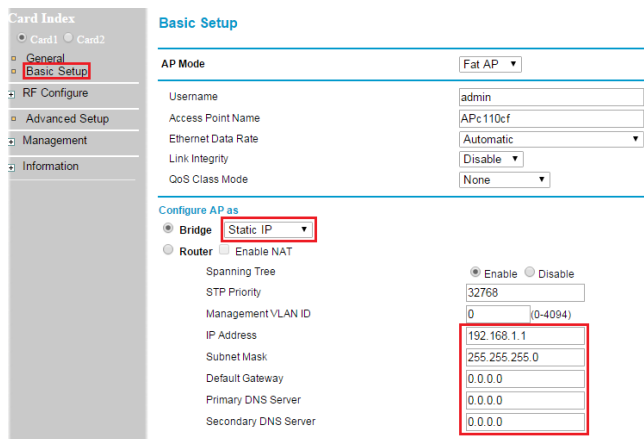 Card Index
Card1 Card2
General
Basic Setup
RF Configure
Advanced Setup
Management
Information
Basic Setup
AP Mode Fat AP
Username admin
Access Point Name APc110cf
Ethernet Data Rate Automatic
Link Integrity Disable
QoS Class Mode None
Configure AP as
Bridge Static IP
Router Enable NAT
Spanning Tree Enable Disable
STP Priority 32768
Management VLAN ID 0 (0-4094)
IP Address 192.168.1.1
Subnet Mask 255.255.255.0
Default Gateway 0.0.0.0
Primary DNS Server 0.0.0.0
Secondary DNS Server 0.0.0.0